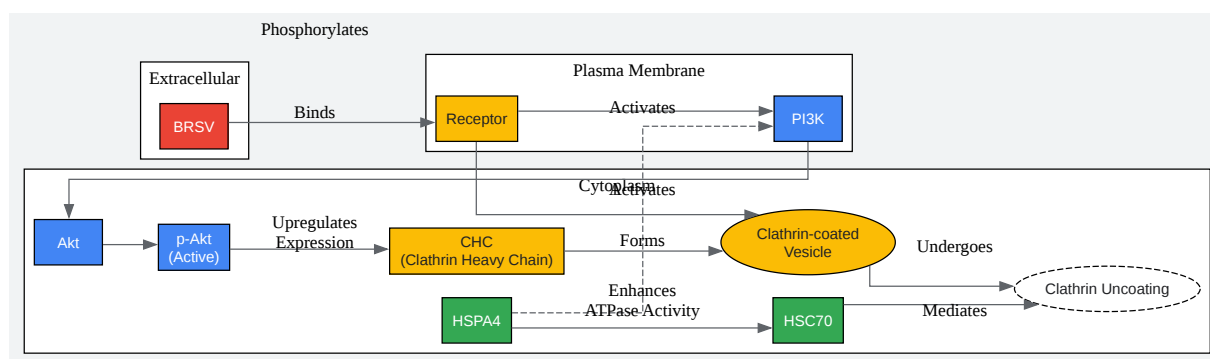 Phosphorylates
Extracellular
Plasma Membrane
BRSV
Binds
Receptor
Activates
PI3K
Cytoplasm
Activates
Akt
p-Akt
(Active)
Upregulates
Expression
CHC
(Clathrin Heavy Chain)
Forms
Clathrin-coated
Vesicle
Undergoes
Clathrin Uncoating
HSPA4
Enhances
ATPase Activity
HSC70
Mediates